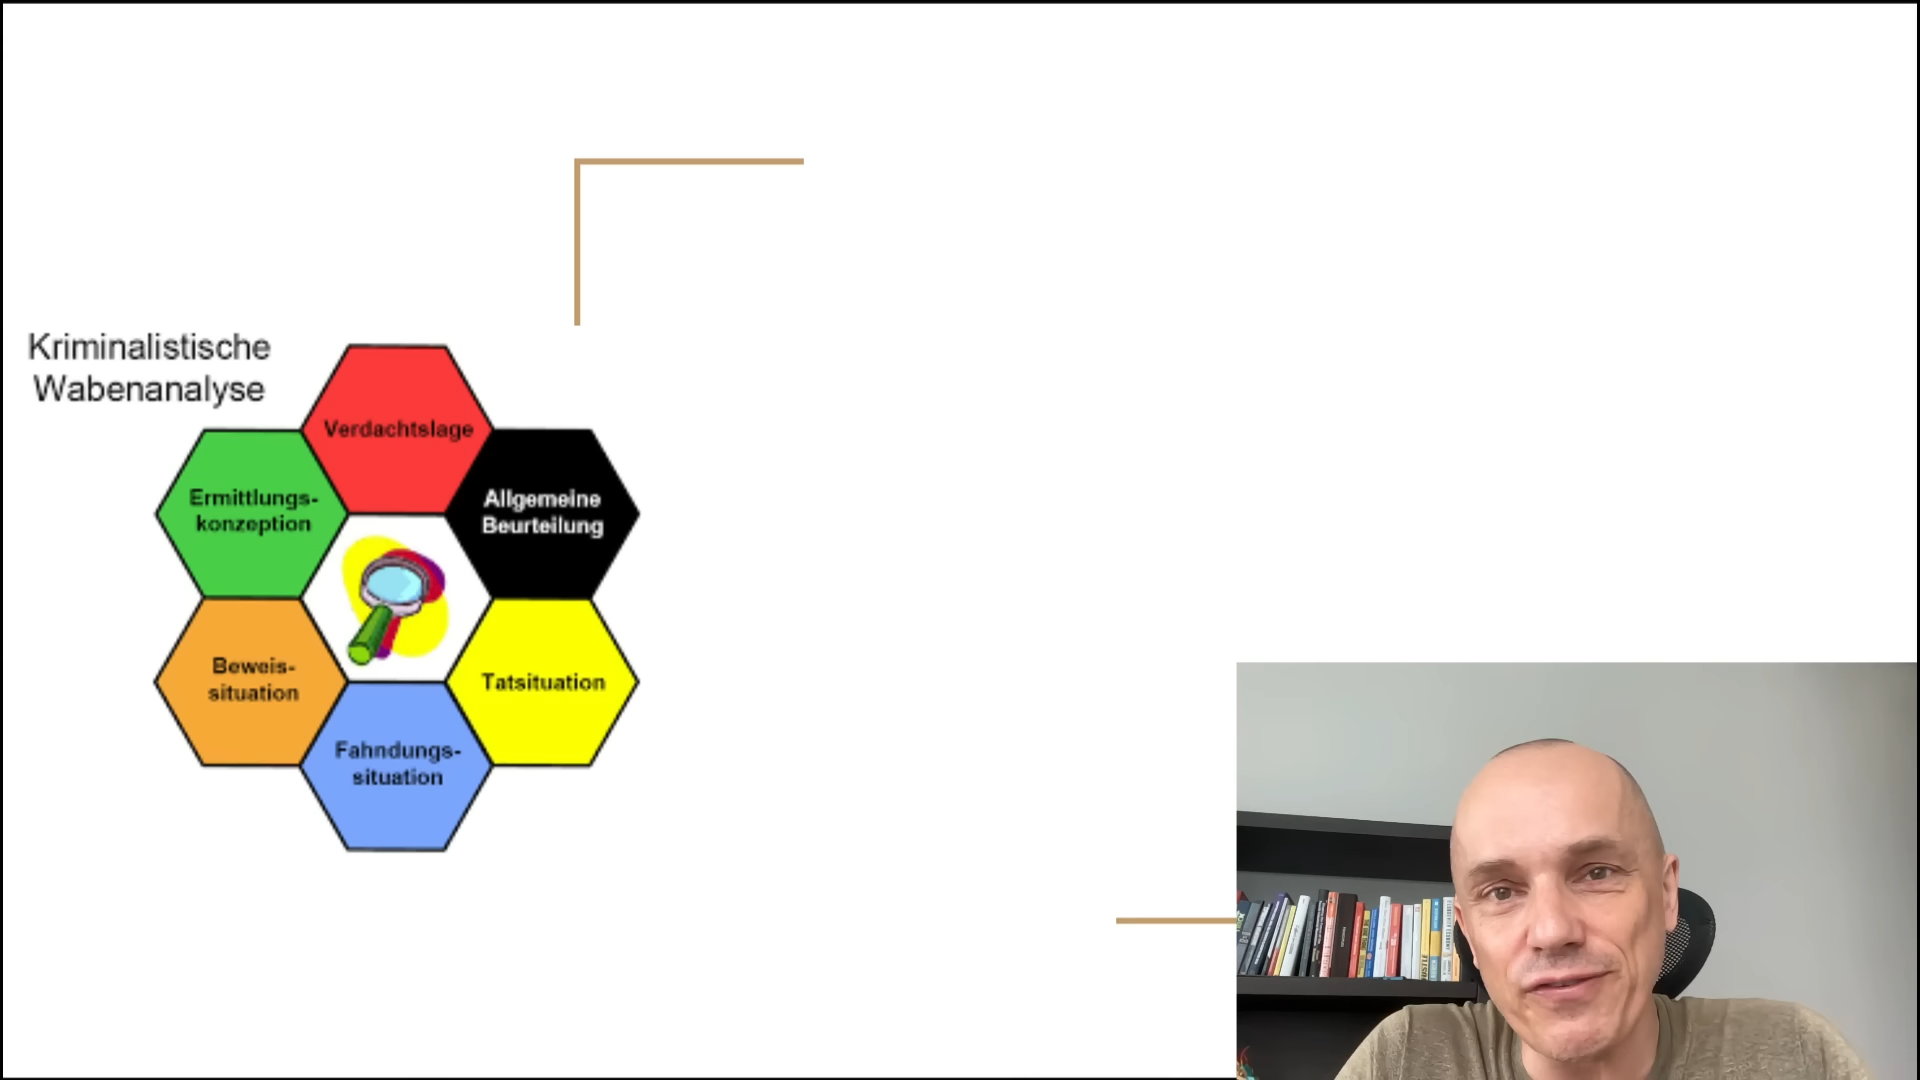 Kriminalistische
Wabenanalyse
Verdachtslage
Ermittlungs-
konzeption
Allgemeine
Beurteilung
Beweis-
situation
Tatsituation
Fahndungs-
situation